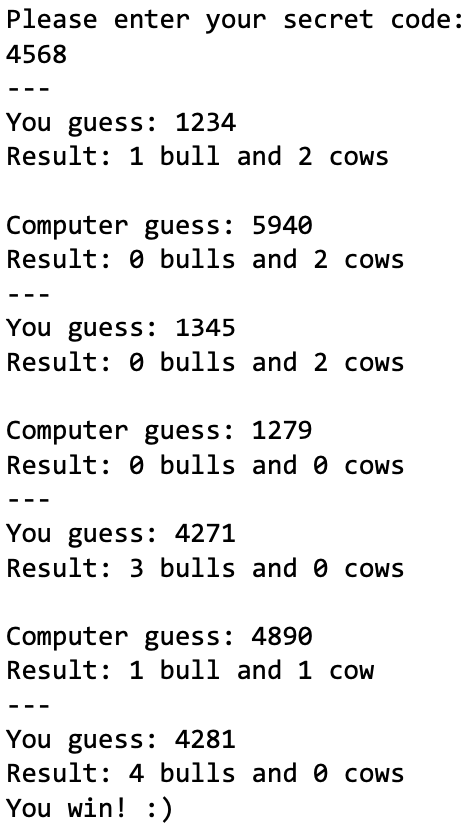 Please enter your secret code:
4568
---
You guess: 1234
Result: 1 bull and 2 cows
Computer guess: 5940
Result: 0 bulls and 2 cows
---
You guess: 1345
Result: 0 bulls and 2 cows
Computer guess: 1279
Result: 0 bulls and 0 cows
---
You guess: 4271
Result: 3 bulls and 0 cows
Computer guess: 4890
Result: 1 bull and 1 cow
---
You guess: 4281
Result: 4 bulls and 0 cows
You win! :)